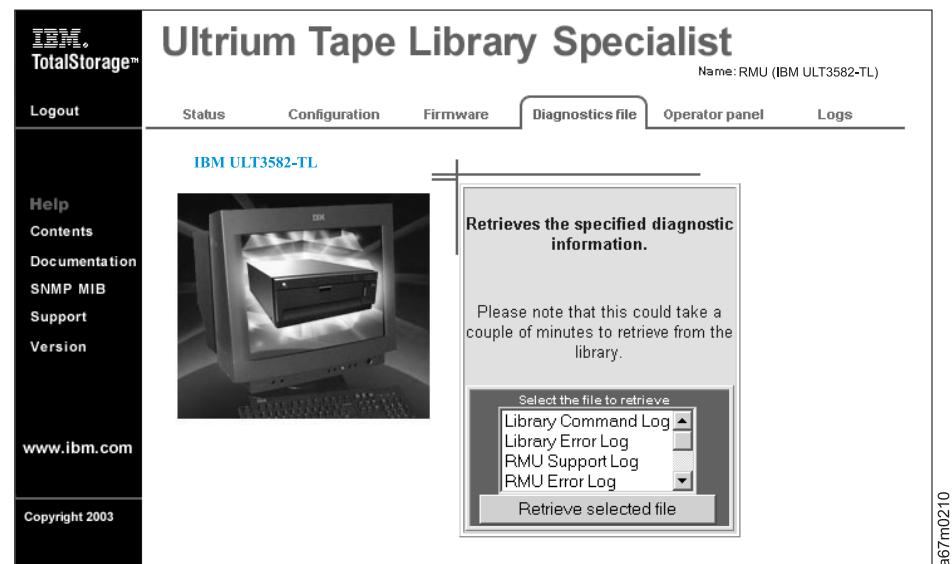 IBM.
TotalStorage™
Ultrium Tape Library Specialist
Name: RMU (IBM ULT3582-TL)
Logout
Status
Configuration
Firmware
Diagnostics file
Operator panel
Logs
IBM ULT3582-TL
Help
Contents
Documentation
SNMP MIB
Support
Version
www.ibm.com
Copyright 2003
IBM
Retrieves the specified diagnostic
information.
Please note that this could take a
couple of minutes to retrieve from the
library.
Select the file to retrieve
Library Command Log
Library Error Log
RMU Support Log
RMU Error Log
Retrieve selected file
a67m0210